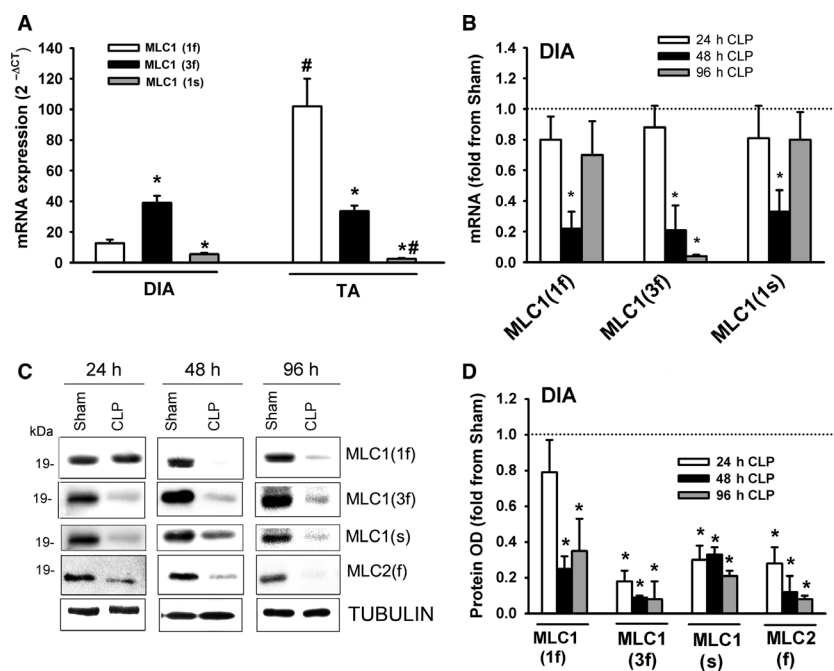 A
mRNA expression (2 −ΔCT)
140
120
100
80
60
40
20
0
MLC1 (1f)
MLC1 (3f)
MLC1 (1s)
*
*
#
*
*#
DIA
TA
B
DIA
mRNA (fold from Sham)
1.4
1.2
1.0
0.8
0.6
0.4
0.2
0.0
24 h CLP
48 h CLP
96 h CLP
*
*
*
*
MLC1(1f)
MLC1(3f)
MLC1(1s)
C
24 h
48 h
96 h
Sham
CLP
Sham
CLP
Sham
CLP
kDa
19-
MLC1(1f)
19-
MLC1(3f)
19-
MLC1(s)
19-
MLC2(f)
TUBULIN
D
DIA
Protein OD (fold from Sham)
1.4
1.2
1.0
0.8
0.6
0.4
0.2
0.0
24 h CLP
48 h CLP
96 h CLP
* *
* * *
* * *
* * *
MLC1 (1f)
MLC1 (3f)
MLC1 (s)
MLC2 (f)